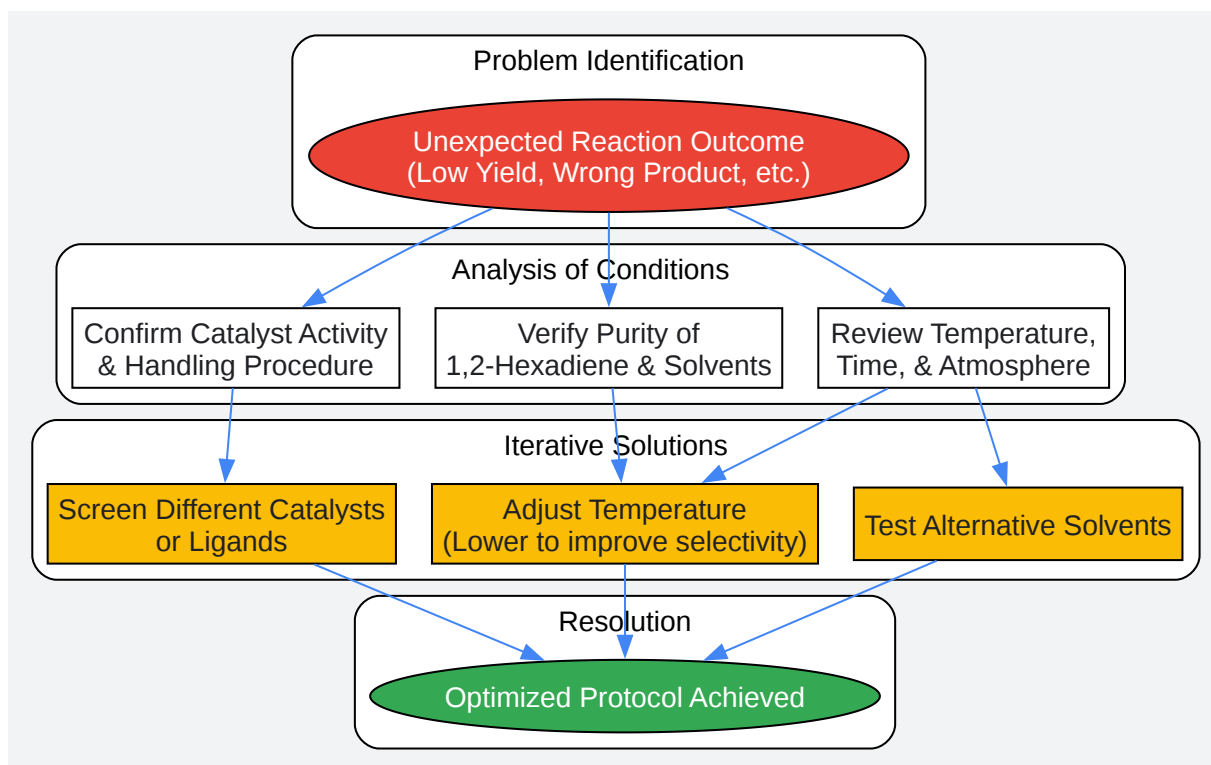 Problem Identification
Unexpected Reaction Outcome
(Low Yield, Wrong Product, etc.)
Analysis of Conditions
Confirm Catalyst Activity
& Handling Procedure
Verify Purity of
1,2-Hexadiene & Solvents
Review Temperature,
Time, & Atmosphere
Iterative Solutions
Screen Different Catalysts
or Ligands
Adjust Temperature
(Lower to improve selectivity)
Test Alternative Solvents
Resolution
Optimized Protocol Achieved